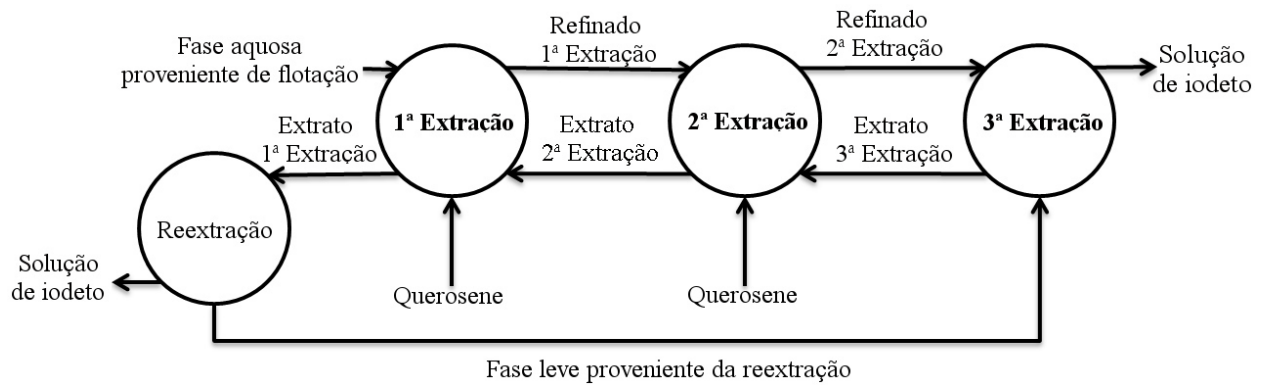 Fase aquosa
proveniente de flotação
Refinado
1ª Extração
Refinado
2ª Extração
Solução
de iodeto
1ª Extração
2ª Extração
3ª Extração
Extrato
1ª Extração
Extrato
2ª Extração
Extrato
3ª Extração
Reextração
Solução
de iodeto
Querosene
Querosene
Fase leve proveniente da reextração